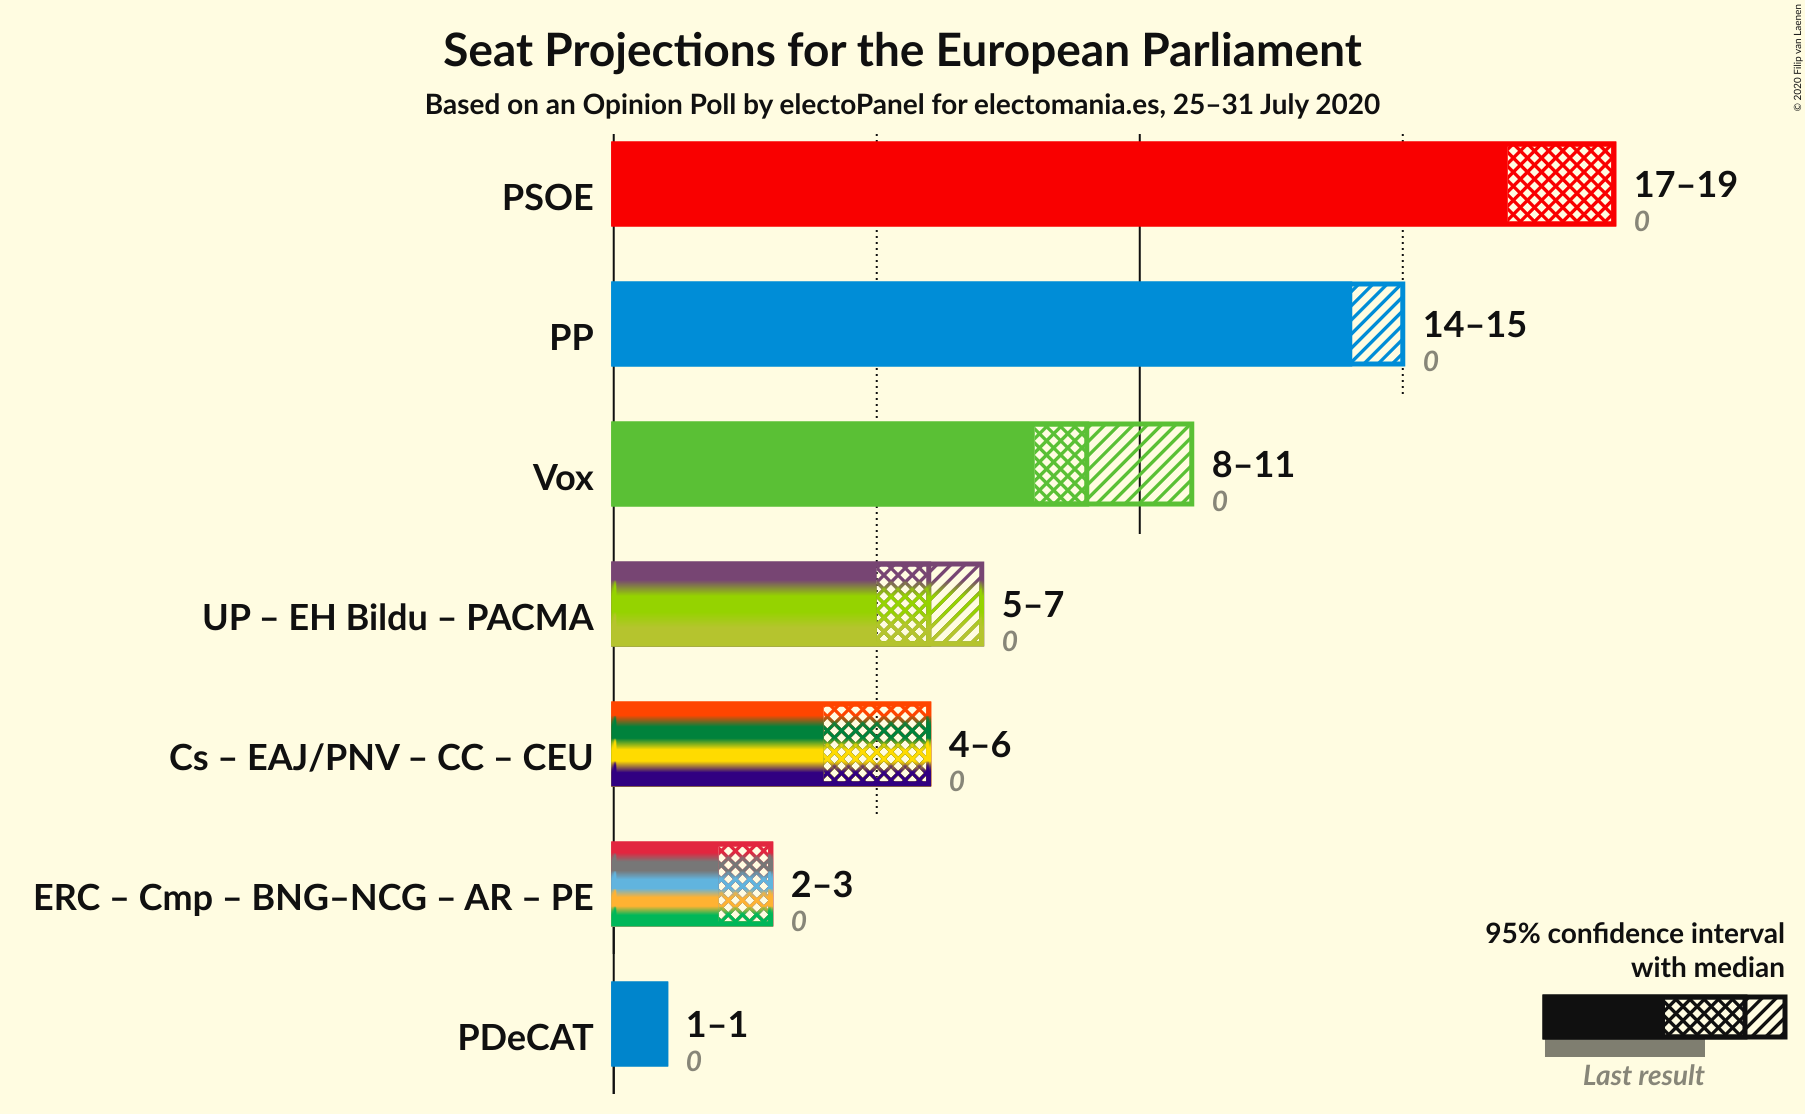 Seat Projections for the European Parliament
Based on an Opinion Poll by electoPanel for electomania.es, 25–31 July 2020
© 2020 Filip van Laenen
PSOE
17–19
0
PP
14–15
0
Vox
8–11
0
UP – EH Bildu – PACMA
5–7
0
Cs – EAJ/PNV – CC – CEU
4–6
0
ERC – Cmp – BNG–NCG – AR – PE
2–3
0
PDeCAT
1–1
0
95% confidence interval
with median
Last result